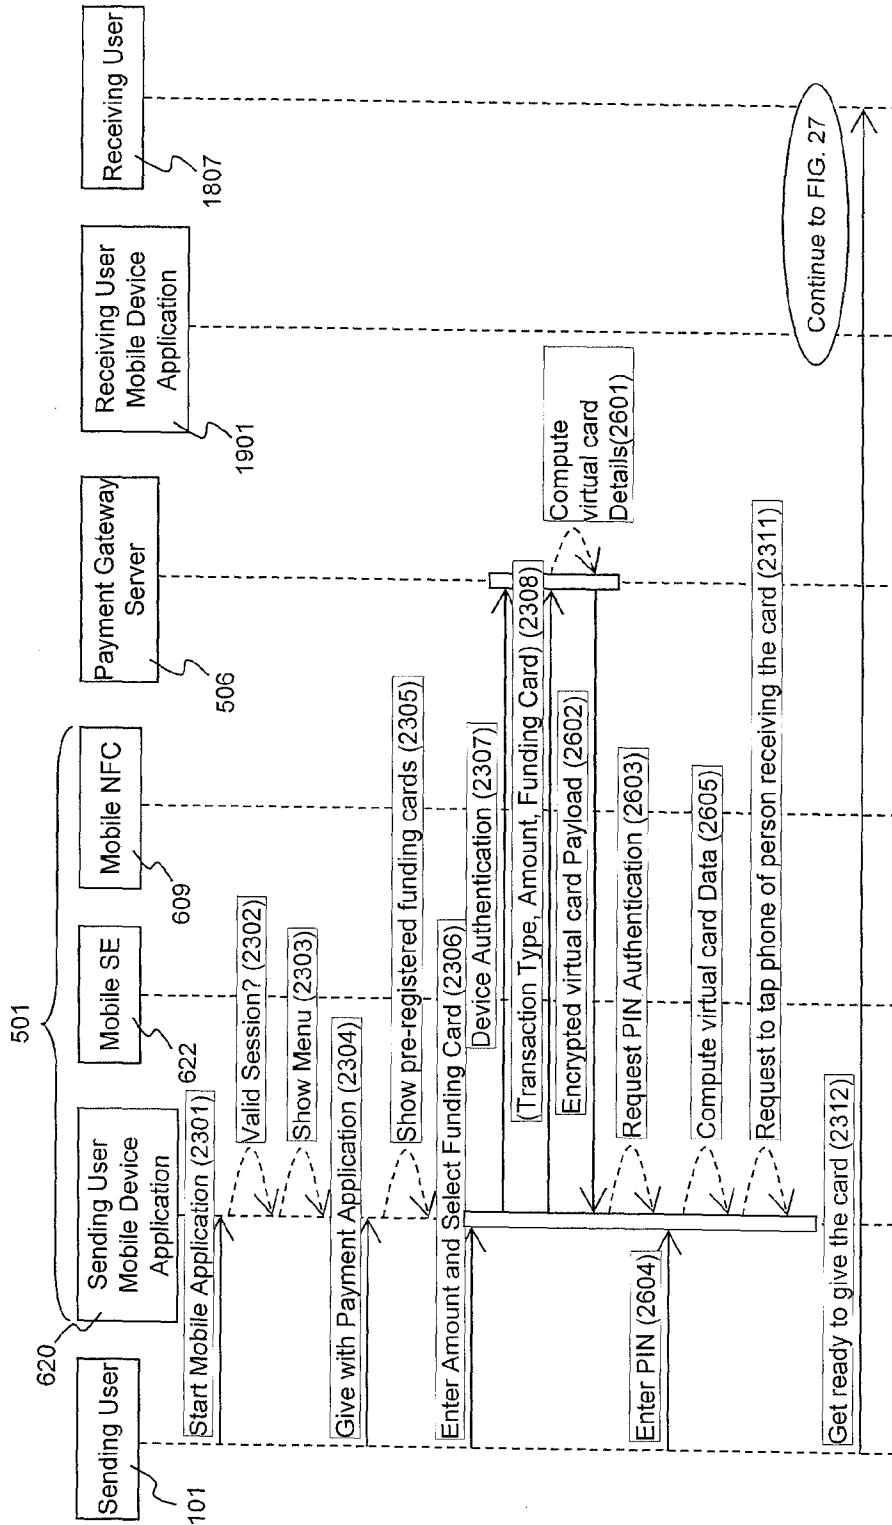 501
Sending User
101
Sending User
Mobile Device
Application
620
Mobile SE
622
Mobile NFC
609
Payment Gateway
Server
506
Receiving User
Mobile Device
Application
1901
Receiving User
1807
Start Mobile Application (2301)
Valid Session? (2302)
Show Menu (2303)
Give with Payment Application (2304)
Show pre-registered funding cards (2305)
Enter Amount and Select Funding Card (2306)
Device Authentication (2307)
(Transaction Type, Amount, Funding Card) (2308)
Compute
virtual card
Details(2601)
Encrypted virtual card Payload (2602)
Request PIN Authentication (2603)
Enter PIN (2604)
Compute virtual card Data (2605)
Request to tap phone of person receiving the card (2311)
Get ready to give the card (2312)
Continue to FIG. 27